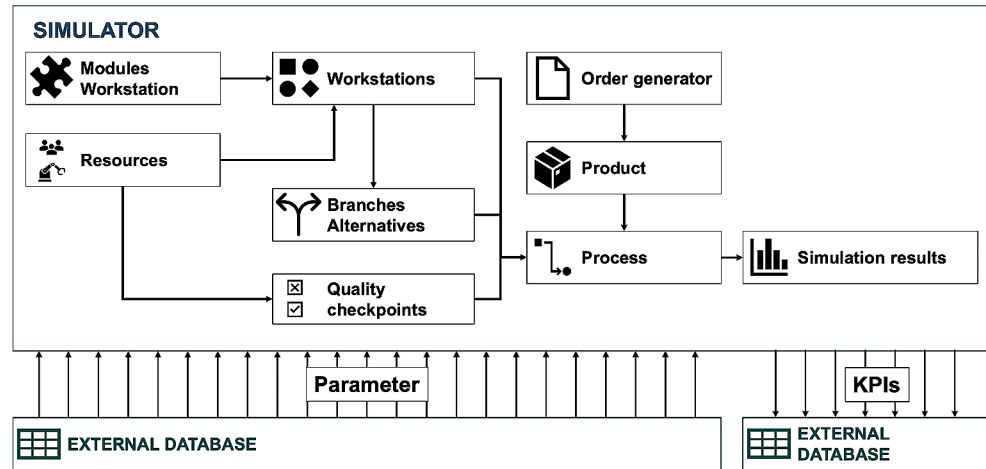 SIMULATOR
Modules
Workstation
Workstations
Order generator
Resources
Product
Branches
Alternatives
Process
Simulation results
Quality
checkpoints
Parameter
KPIs
EXTERNAL DATABASE
EXTERNAL
DATABASE